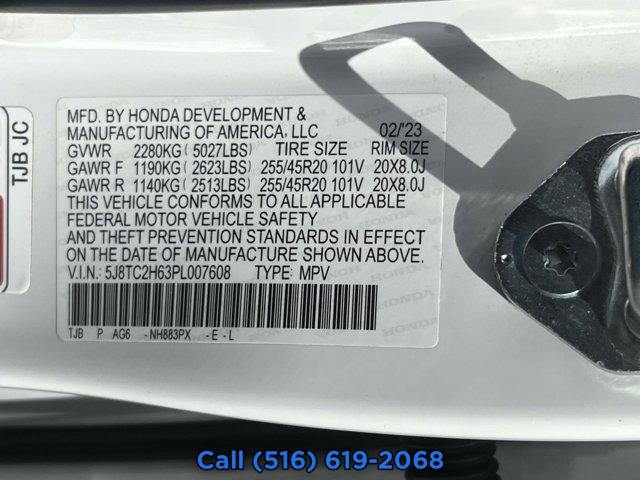 MFD. BY HONDA DEVELOPMENT &
MANUFACTURING OF AMERICA, LLC 02/'23
GVWR 2280KG (5027LBS) TIRE SIZE RIM SIZE
GAWR F 1190KG (2623LBS) 255/45R20 101V 20X8.0J
GAWR R 1140KG (2513LBS) 255/45R20 101V 20X8.0J
THIS VEHICLE CONFORMS TO ALL APPLICABLE
FEDERAL MOTOR VEHICLE SAFETY
AND THEFT PREVENTION STANDARDS IN EFFECT
ON THE DATE OF MANUFACTURE SHOWN ABOVE.
V.I.N: 5J8TC2H63PL007608 TYPE: MPV
TJB P AG6 -NH883PX -E-L
TJB JC
Call (516) 619-2068